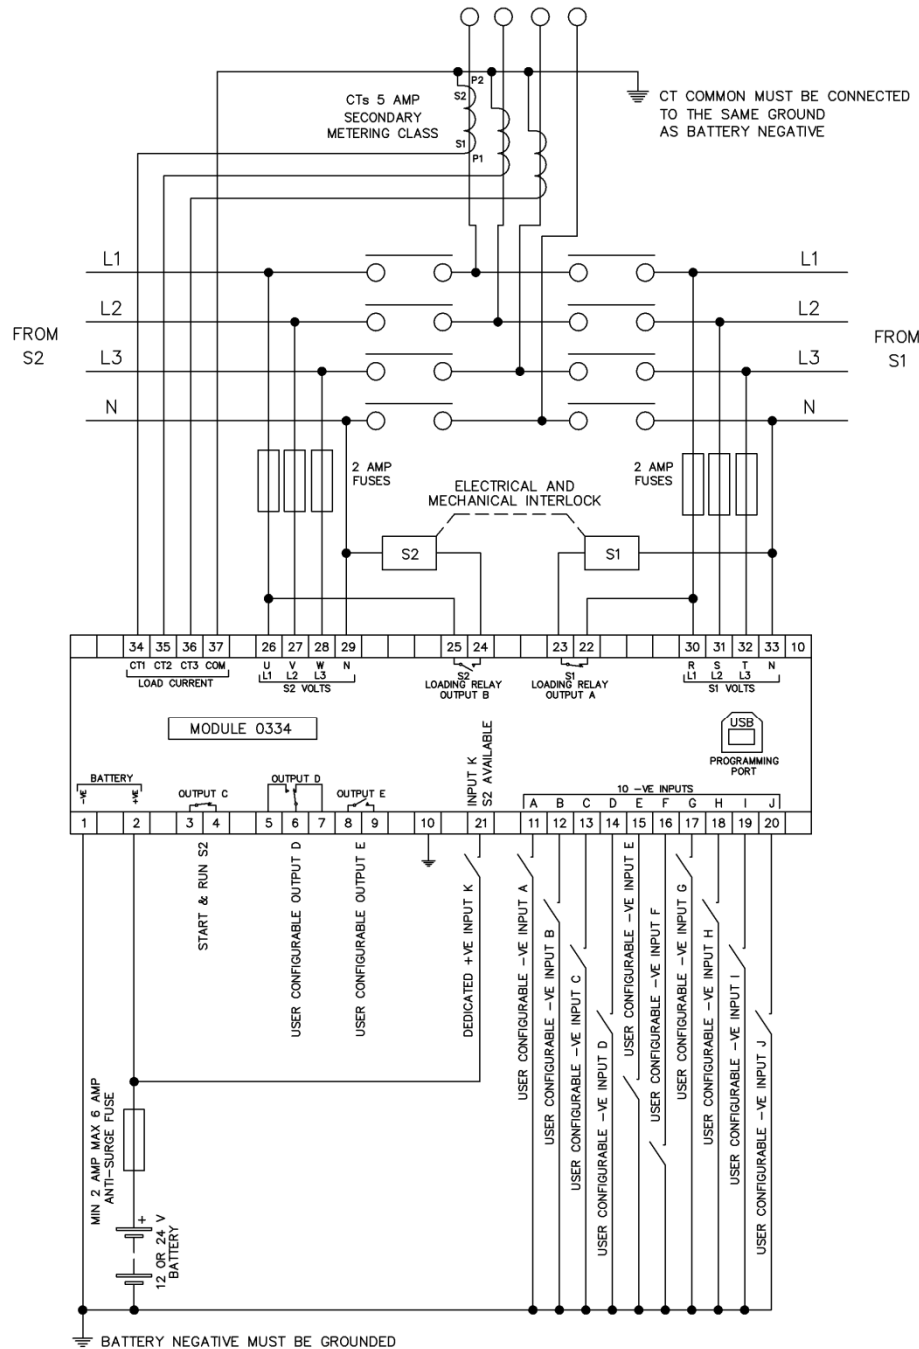 P2
S2
CTs 5 AMP
SECONDARY
METERING CLASS
S1
P1
CT COMMON MUST BE CONNECTED
TO THE SAME GROUND
AS BATTERY NEGATIVE
L1
L1
L2
L2
FROM
S2
FROM
S1
L3
L3
N
N
2 AMP
FUSES
2 AMP
FUSES
ELECTRICAL AND
MECHANICAL INTERLOCK
S2
S1
34 35 36 37 26 27 28 29 25 24 23 22 30 31 32 33 10
CT1 CT2 CT3 COM
LOAD CURRENT
U V W N
L1 L2 L3
S2 VOLTS
S2
LOADING RELAY
OUTPUT B
S1
LOADING RELAY
OUTPUT A
R S T N
L1 L2 L3
S1 VOLTS
MODULE 0334
USB
PROGRAMMING
PORT
BATTERY
-VE
+VE
OUTPUT C
OUTPUT D
OUTPUT E
INPUT K
S2 AVAILABLE
10 -VE INPUTS
A B C D E F G H I J
1 2 3 4 5 6 7 8 9 10 21 11 12 13 14 15 16 17 18 19 20
START & RUN S2
USER CONFIGURABLE OUTPUT D
USER CONFIGURABLE OUTPUT E
DEDICATED +VE INPUT K
USER CONFIGURABLE -VE INPUT A
USER CONFIGURABLE -VE INPUT B
USER CONFIGURABLE -VE INPUT C
USER CONFIGURABLE -VE INPUT D
USER CONFIGURABLE -VE INPUT E
USER CONFIGURABLE -VE INPUT F
USER CONFIGURABLE -VE INPUT G
USER CONFIGURABLE -VE INPUT H
USER CONFIGURABLE -VE INPUT I
USER CONFIGURABLE -VE INPUT J
MIN 2 AMP MAX 6 AMP
ANTI-SURGE FUSE
+
12 OR 24 V
BATTERY
BATTERY NEGATIVE MUST BE GROUNDED